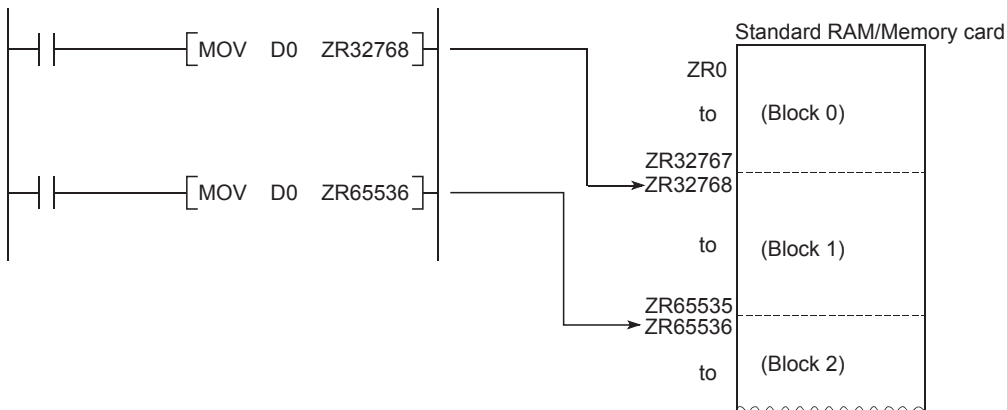 Standard RAM/Memory card
MOV D0 ZR32768
ZR0
to
(Block 0)
ZR32767
ZR32768
MOV D0 ZR65536
to
(Block 1)
ZR65535
ZR65536
to
(Block 2)